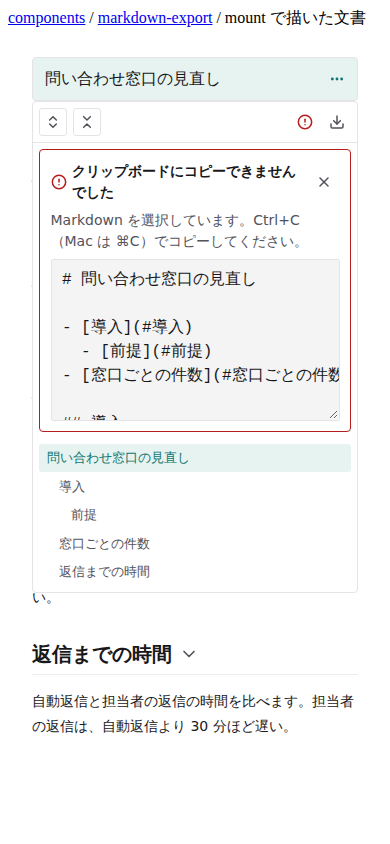 components / markdown-export / mount で描いた文書
問い合わせ窓口の見直し
クリップボードにコピーできません
でした
Markdown を選択しています。Ctrl+C
（Mac は ⌘C）でコピーしてください。
# 問い合わせ窓口の見直し
- [導入](#導入)
- [前提](#前提)
- [窓口ごとの件数](#窓口ごとの件数
## 導入
問い合わせ窓口の見直し
導入
前提
窓口ごとの件数
返信までの時間
い。
返信までの時間
自動返信と担当者の返信の時間を比べます。担当者
の返信は、自動返信より 30 分ほど遅い。